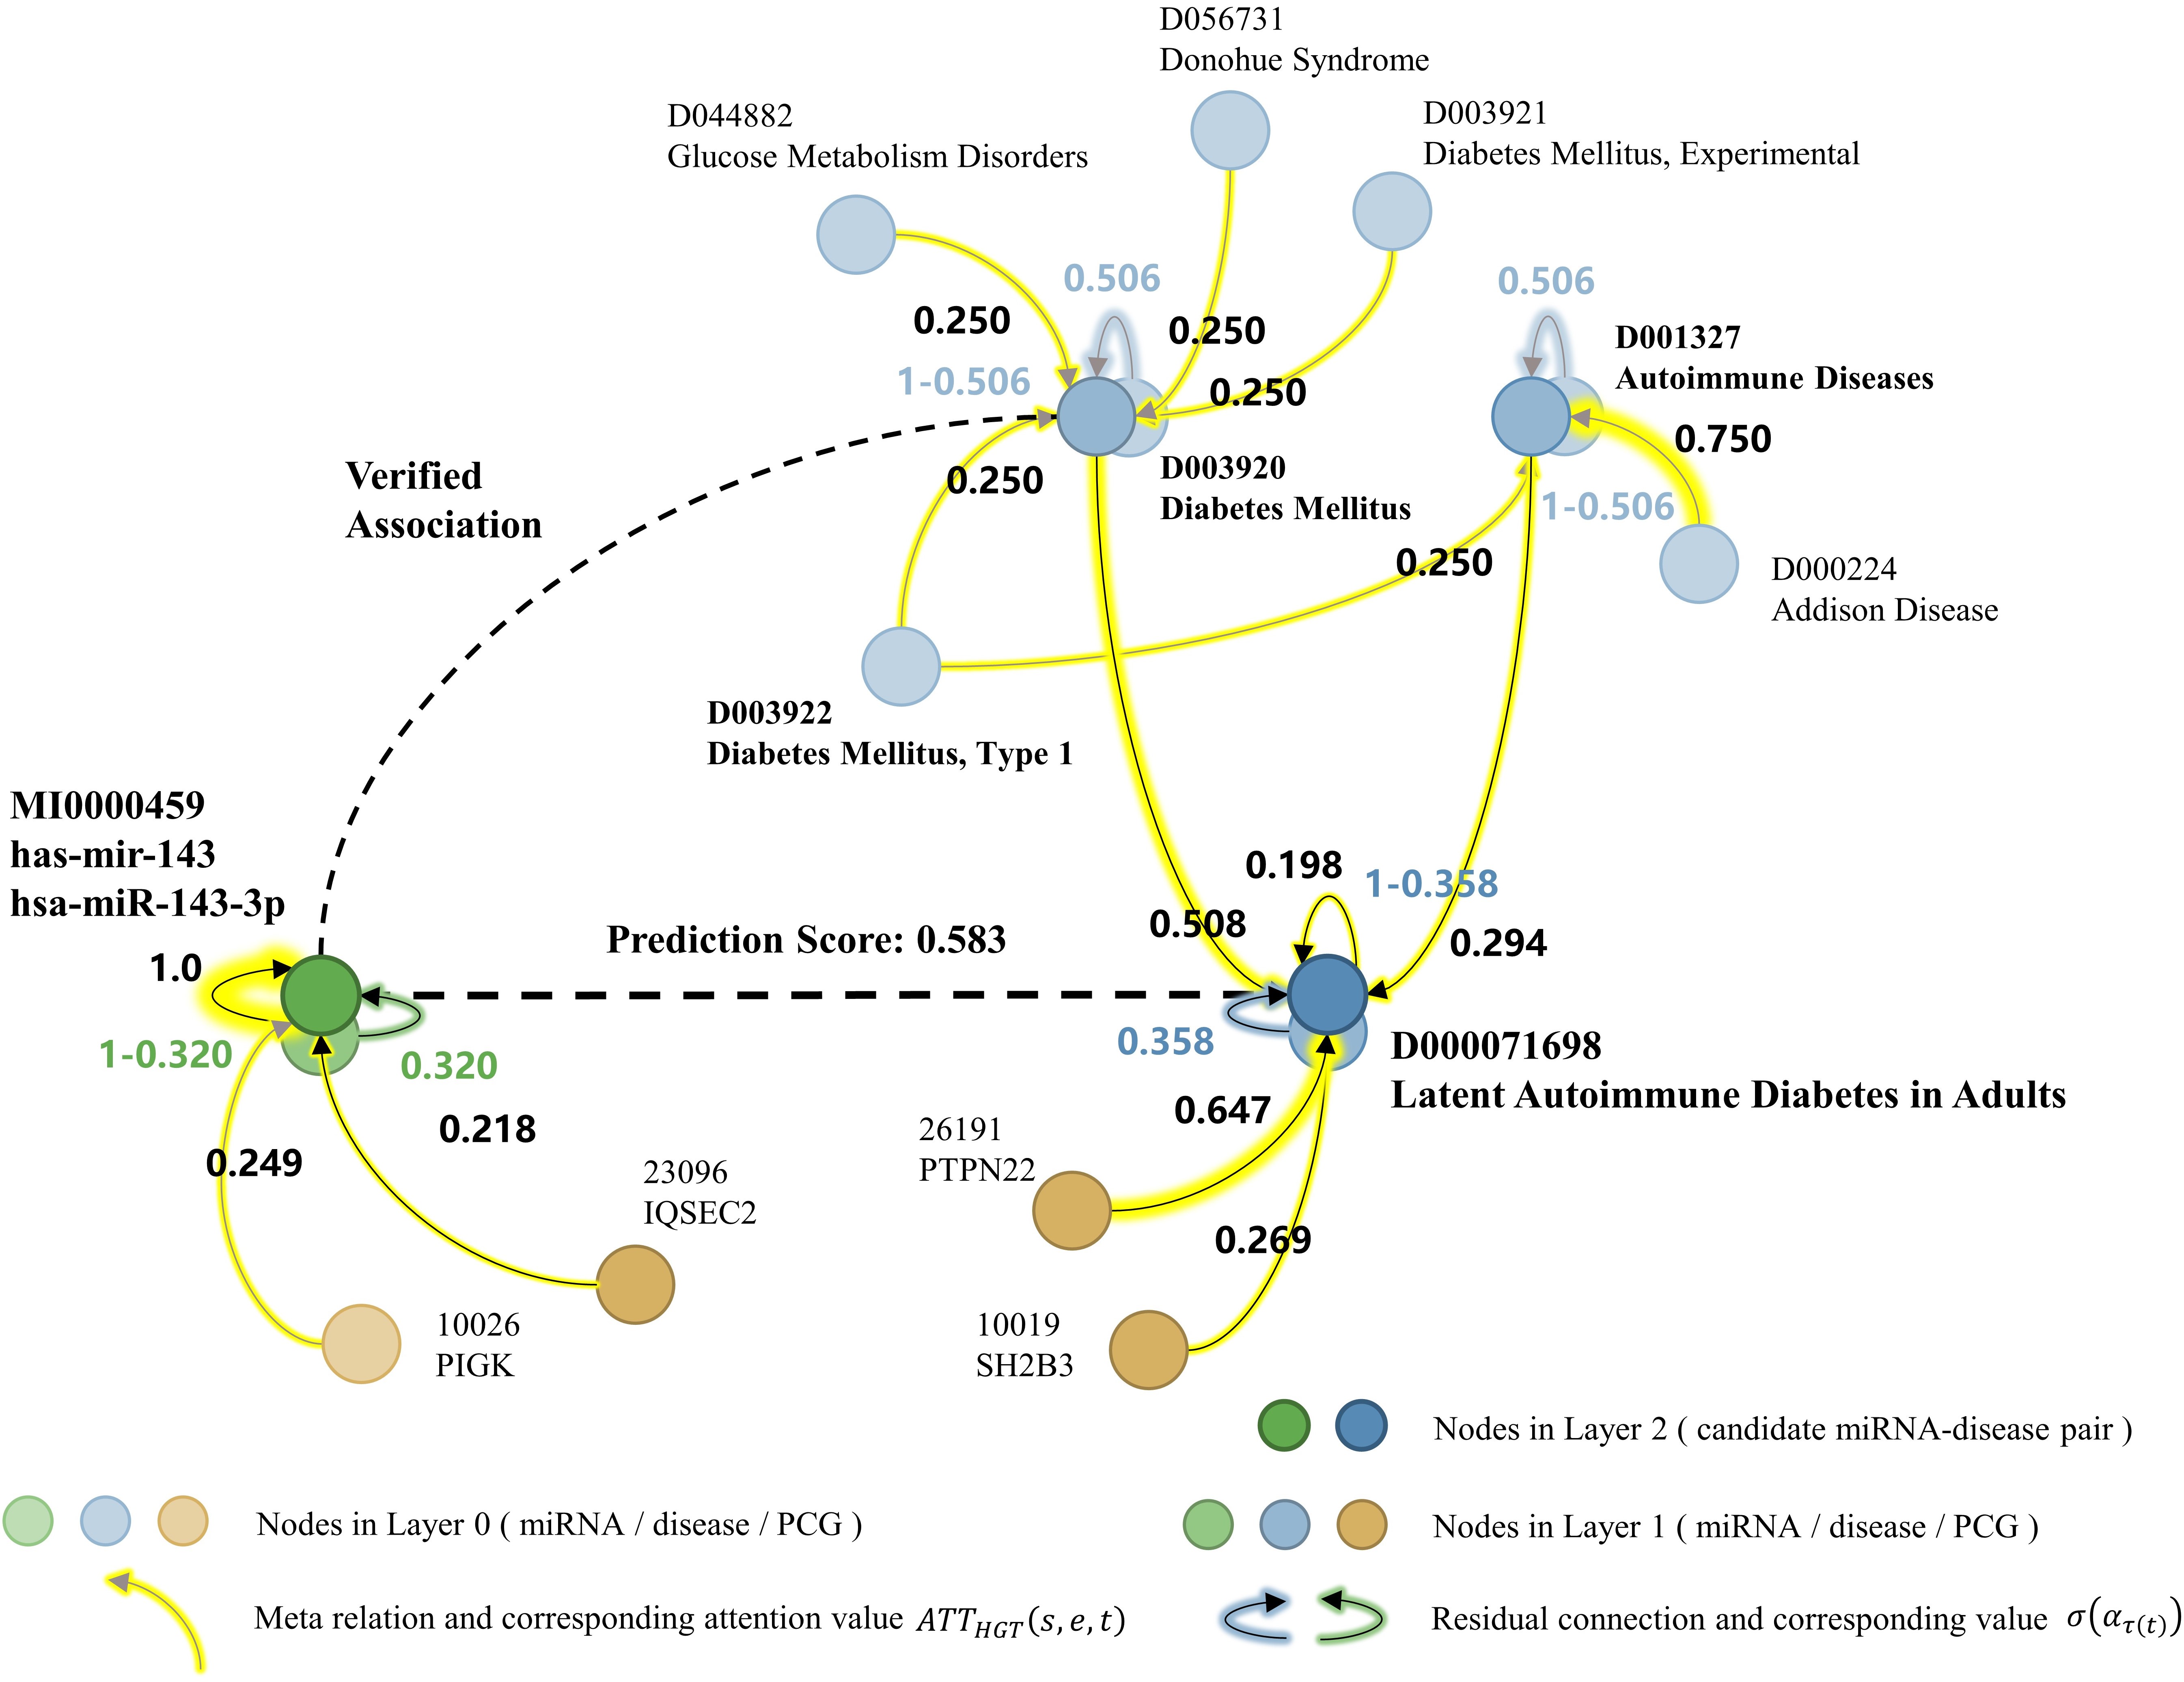 D056731
Donohue Syndrome
D044882
Glucose Metabolism Disorders
D003921
Diabetes Mellitus, Experimental
0.506
0.506
0.250
0.250
D001327
Autoimmune Diseases
1-0.506
0.250
0.750
Verified
Association
0.250
D003920
Diabetes Mellitus
1-0.506
0.250
D000224
Addison Disease
D003922
Diabetes Mellitus, Type 1
MI0000459
has-mir-143
hsa-miR-143-3p
0.198
1-0.358
0.508
Prediction Score: 0.583
0.294
1.0
1-0.320
0.320
0.358
D000071698
Latent Autoimmune Diabetes in Adults
0.647
0.218
26191
PTPN22
0.249
23096
IQSEC2
0.269
10026
PIGK
10019
SH2B3
Nodes in Layer 2 ( candidate miRNA-disease pair )
Nodes in Layer 0 ( miRNA / disease / PCG )
Nodes in Layer 1 ( miRNA / disease / PCG )
Meta relation and corresponding attention value ATT_HGT(s, e, t)
Residual connection and corresponding value σ(α_τ(t))